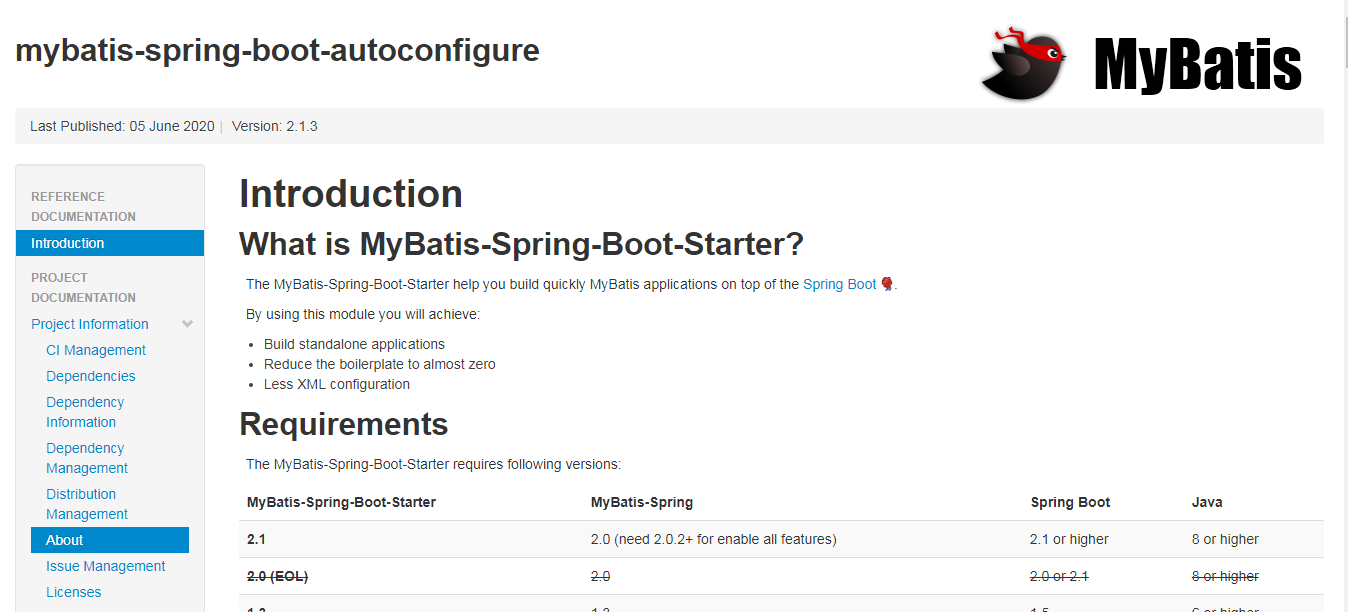 mybatis-spring-boot-autoconfigure
MyBatis
Last Published: 05 June 2020 | Version: 2.1.3
REFERENCE
DOCUMENTATION
Introduction
PROJECT
DOCUMENTATION
Project Information
CI Management
Dependencies
Dependency
Information
Dependency
Management
Distribution
Management
About
Issue Management
Licenses
Introduction
What is MyBatis-Spring-Boot-Starter?
The MyBatis-Spring-Boot-Starter help you build quickly MyBatis applications on top of the Spring Boot .
By using this module you will achieve:
• Build standalone applications
• Reduce the boilerplate to almost zero
• Less XML configuration
Requirements
The MyBatis-Spring-Boot-Starter requires following versions:
MyBatis-Spring-Boot-Starter MyBatis-Spring Spring Boot Java
2.1 2.0 (need 2.0.2+ for enable all features) 2.1 or higher 8 or higher
2.0 (EOL) 2.0 2.0 or 2.1 8 or higher